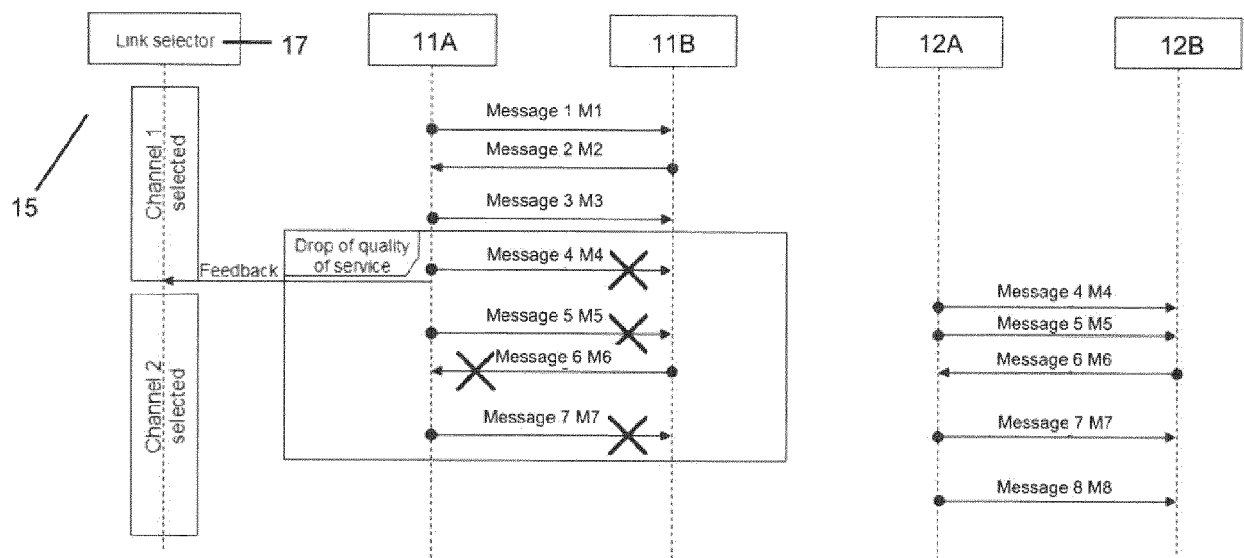 Link selector
17
11A
11B
12A
12B
15
Channel 1
selected
Message 1 M1
Message 2 M2
Message 3 M3
Drop of quality
of service
Feedback
Message 4 M4
Message 5 M5
Message 6 M6
Message 7 M7
Channel 2
selected
Message 4 M4
Message 5 M5
Message 6 M6
Message 7 M7
Message 8 M8